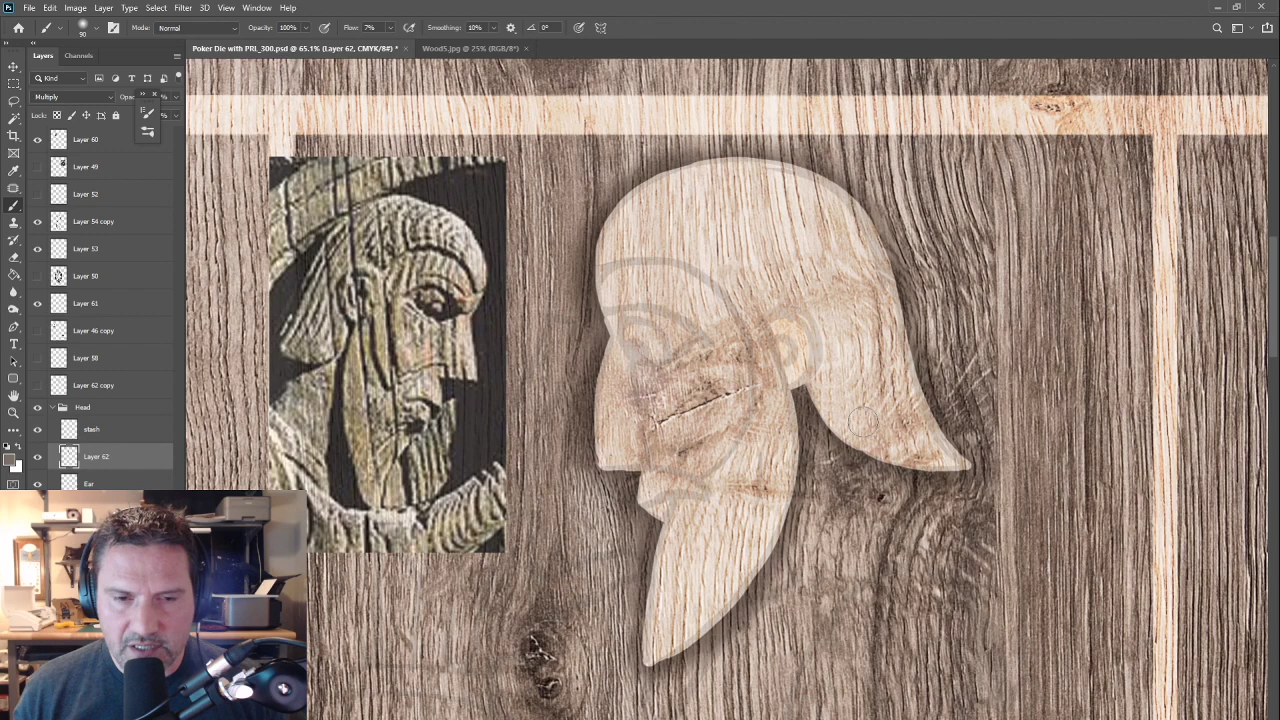 File Edit Image Layer Type Select Filter 3D View Window Help
Mode: Normal Opacity: 100% Flow: 7% Smoothing: 10% 0°
90
Poker Die with PRL_300.psd @ 65.1% (Layer 62, CMYK/8#) * × Wood5.jpg @ 25% (RGB/8*) ×
Layers Channels
Kind
Multiply Opac %
Lock: %
Layer 60
Layer 49
Layer 52
Layer 54 copy
Layer 53
Layer 50
Layer 61
Layer 46 copy
Layer 58
Layer 62 copy
Head
stash
Layer 62
Ear